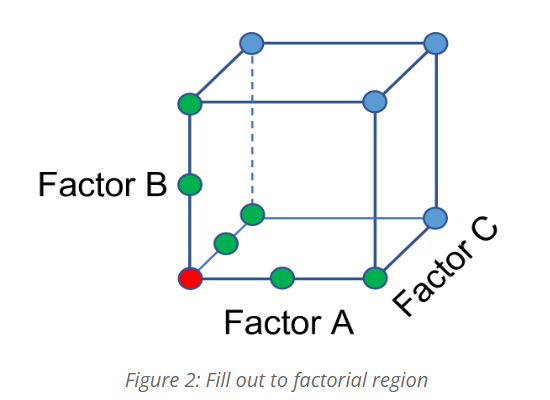 Factor B
Factor C
Factor A
Figure 2: Fill out to factorial region